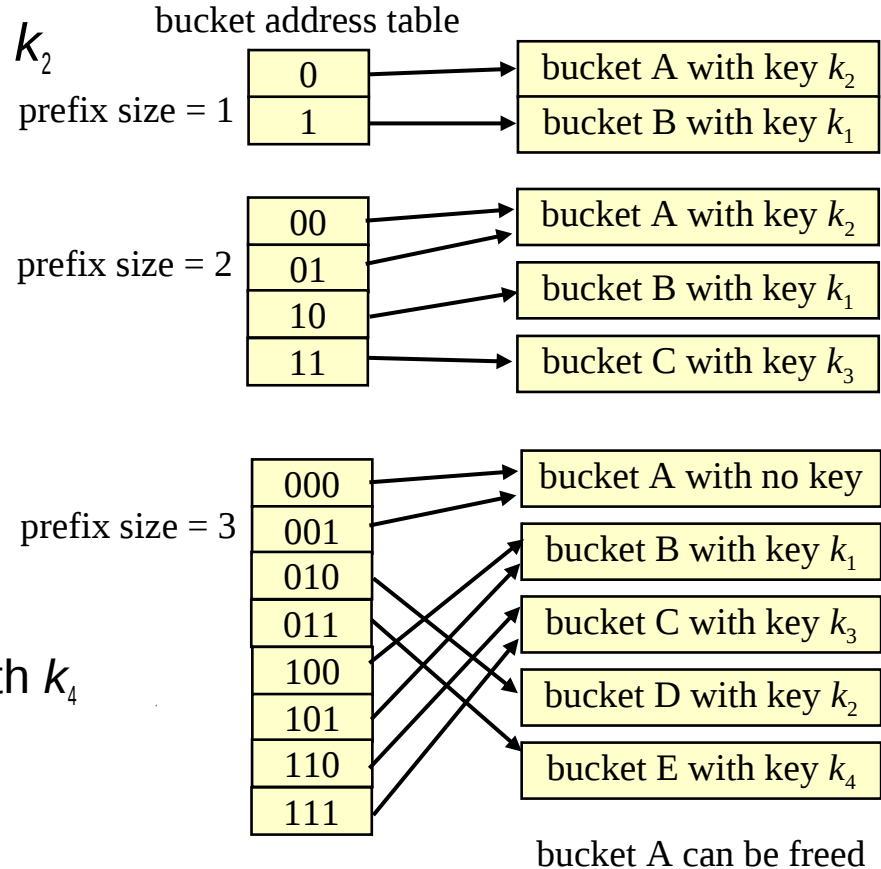 bucket address table
k₂
0 bucket A with key k₂
prefix size = 1
1 bucket B with key k₁
00 bucket A with key k₂
prefix size = 2
01
10 bucket B with key k₁
11 bucket C with key k₃
000 bucket A with no key
prefix size = 3
001
010 bucket B with key k₁
011 bucket C with key k₃
100
th k₄
101 bucket D with key k₂
110 bucket E with key k₄
111
bucket A can be freed